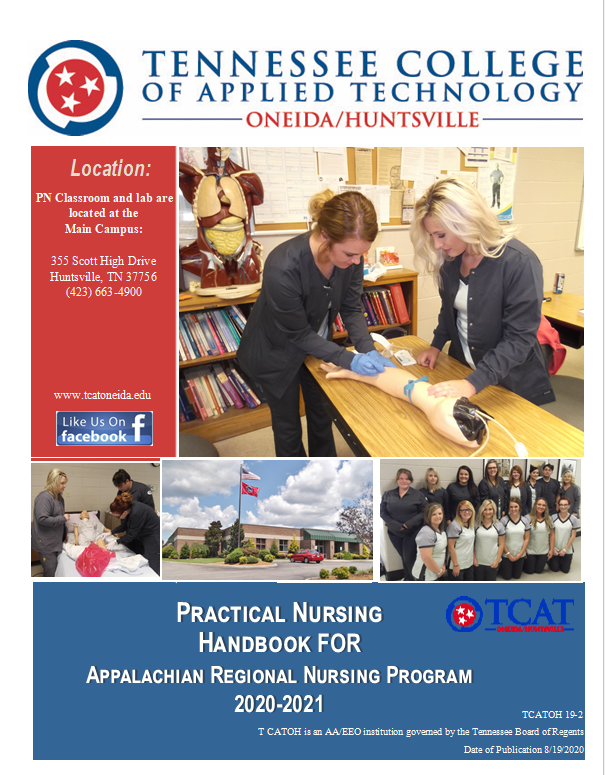 TENNESSEE COLLEGE
OF APPLIED TECHNOLOGY
ONEIDA/HUNTSVILLE
Location:
PN Classroom and lab are
located at the
Main Campus:
355 Scott High Drive
Huntsville, TN 37756
(423) 663-4900
www.tcatoneida.edu
Like Us On
facebook f
PRACTICAL NURSING
HANDBOOK FOR
APPALACHIAN REGIONAL NURSING PROGRAM
2020-2021
TCAT
ONEIDA/HUNTSVILLE
TCATOH 19-2
T CATOH is an AA/EEO institution governed by the Tennessee Board of Regents
Date of Publication 8/19/2020